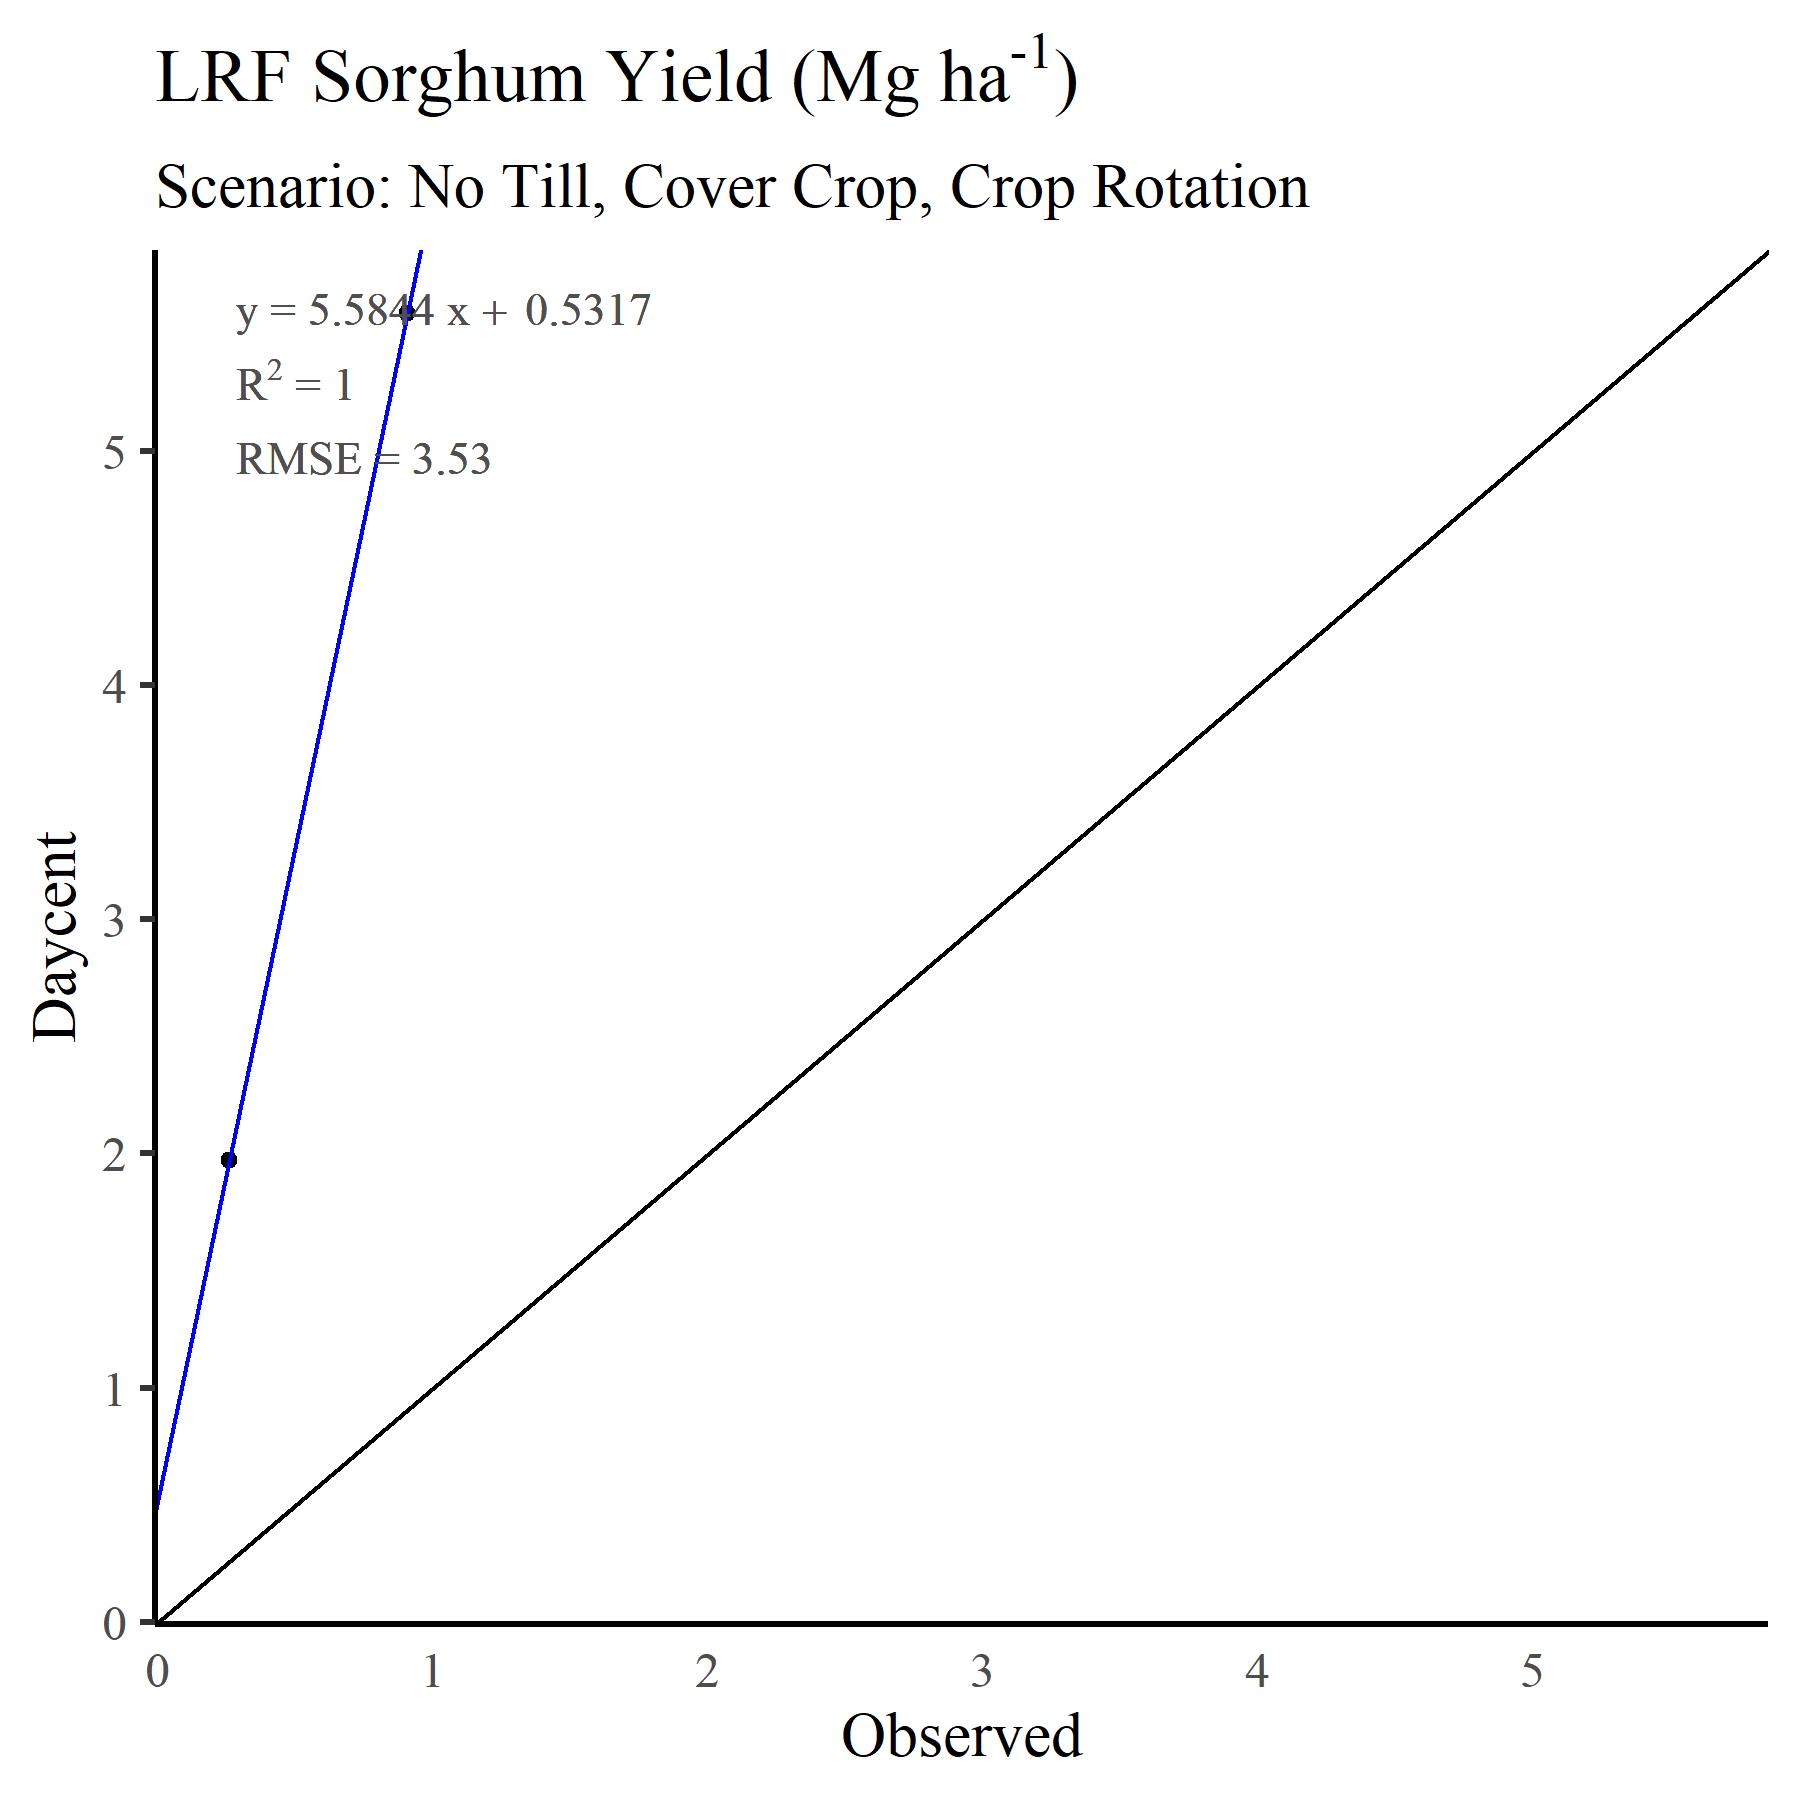 LRF Sorghum Yield (Mg ha⁻¹)
Scenario: No Till, Cover Crop, Crop Rotation
y = 5.5844 x + 0.5317
R² = 1
RMSE = 3.53
5
4
3
2
1
0
Daycent
0 1 2 3 4 5
Observed